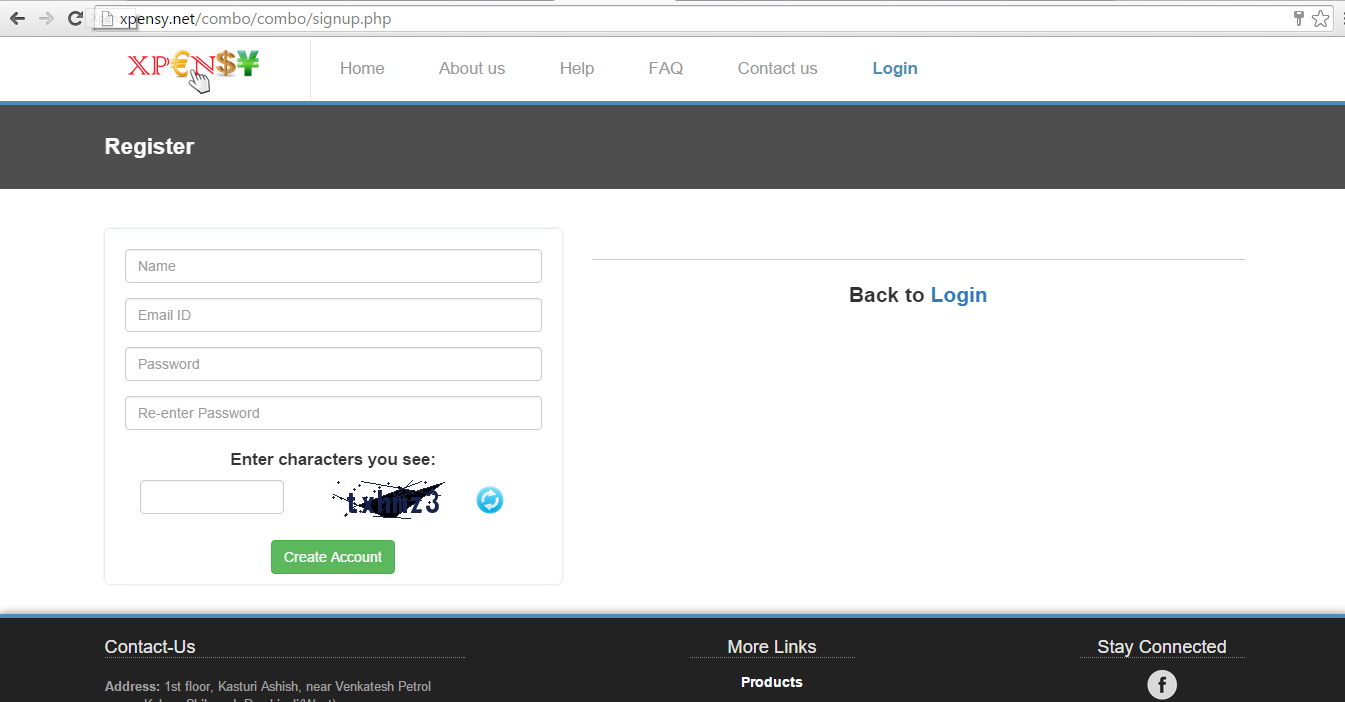 xpensy.net/combo/combo/signup.php
XP€N$¥
Home About us Help FAQ Contact us Login
Register
Name
Email ID
Password
Re-enter Password
Enter characters you see:
txhmz3
Create Account
Back to Login
Contact-Us
Address: 1st floor, Kasturi Ashish, near Venkatesh Petrol
More Links
Products
Stay Connected
f